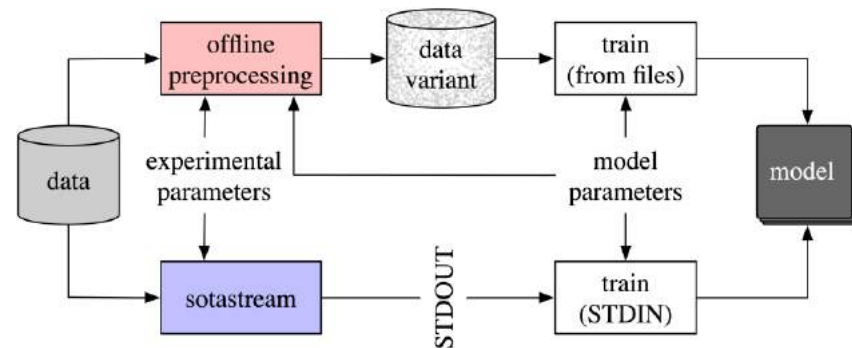 offline
preprocessing
data
variant
train
(from files)
data
experimental
parameters
model
parameters
model
sotastream
STDOUT
train
(STDIN)